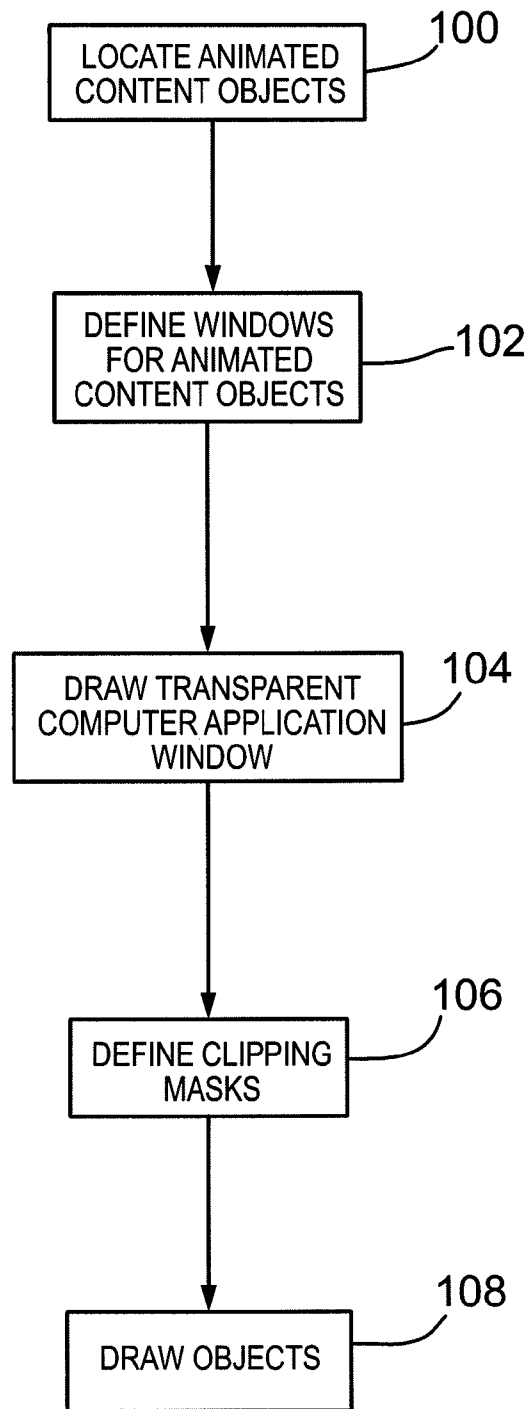 100
LOCATE ANIMATED
CONTENT OBJECTS
102
DEFINE WINDOWS
FOR ANIMATED
CONTENT OBJECTS
104
DRAW TRANSPARENT
COMPUTER APPLICATION
WINDOW
106
DEFINE CLIPPING
MASKS
108
DRAW OBJECTS